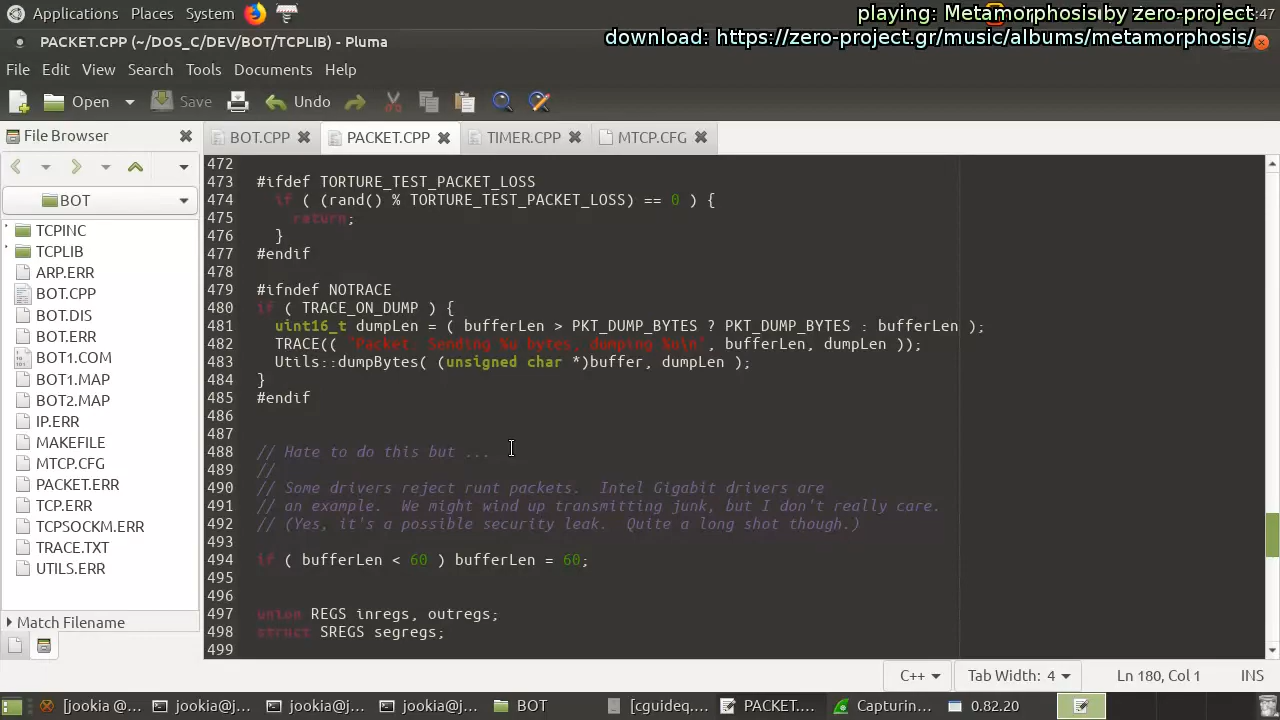 Applications Places System :47
playing: Metamorphosis by zero-project
download: https://zero-project.gr/music/albums/metamorphosis/
PACKET.CPP (~/DOS_C/DEV/BOT/TCPLIB) - Pluma
File Edit View Search Tools Documents Help
Open Save Undo
File Browser
BOT.CPP PACKET.CPP TIMER.CPP MTCP.CFG
BOT
TCPINC
TCPLIB
ARP.ERR
BOT.CPP
BOT.DIS
BOT.ERR
BOT1.COM
BOT1.MAP
BOT2.MAP
IP.ERR
MAKEFILE
MTCP.CFG
PACKET.ERR
TCP.ERR
TCPSOCKM.ERR
TRACE.TXT
UTILS.ERR
Match Filename
472
473 #ifdef TORTURE_TEST_PACKET_LOSS
474 if ( (rand() % TORTURE_TEST_PACKET_LOSS) == 0 ) {
475 return;
476 }
477 #endif
478
479 #ifndef NOTRACE
480 if ( TRACE_ON_DUMP ) {
481 uint16_t dumpLen = ( bufferLen > PKT_DUMP_BYTES ? PKT_DUMP_BYTES : bufferLen );
482 TRACE(( "Packet: Sending %u bytes, dumping %u\n", bufferLen, dumpLen ));
483 Utils::dumpBytes( (unsigned char *)buffer, dumpLen );
484 }
485 #endif
486
487
488 // Hate to do this but ...
489 //
490 // Some drivers reject runt packets.  Intel Gigabit drivers are
491 // an example.  We might wind up transmitting junk, but I don't really care.
492 // (Yes, it's a possible security leak.  Quite a long shot though.)
493
494 if ( bufferLen < 60 ) bufferLen = 60;
495
496
497 union REGS inregs, outregs;
498 struct SREGS segregs;
499
C++ Tab Width: 4 Ln 180, Col 1 INS
[jookia @... jookia@j... jookia@j... jookia@j... BOT [cguideq.... PACKET.... Capturin... 0.82.20